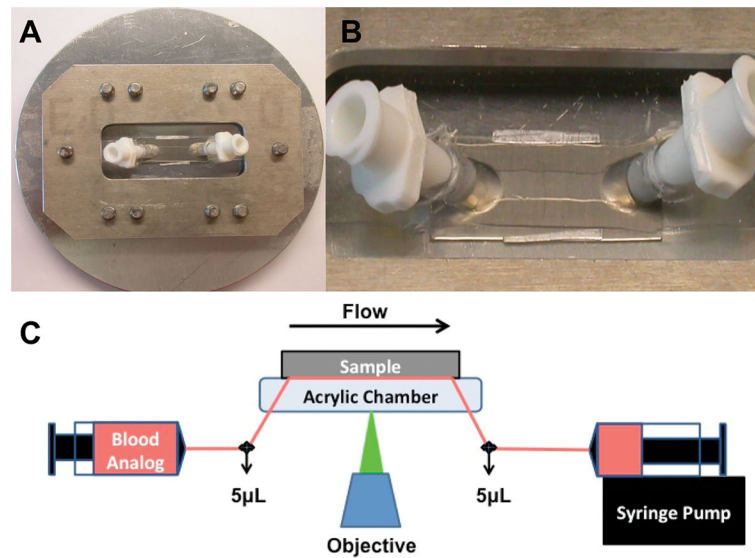 A
B
C
Flow
Sample
Acrylic Chamber
Blood
Analog
5µL
5µL
Objective
Syringe Pump